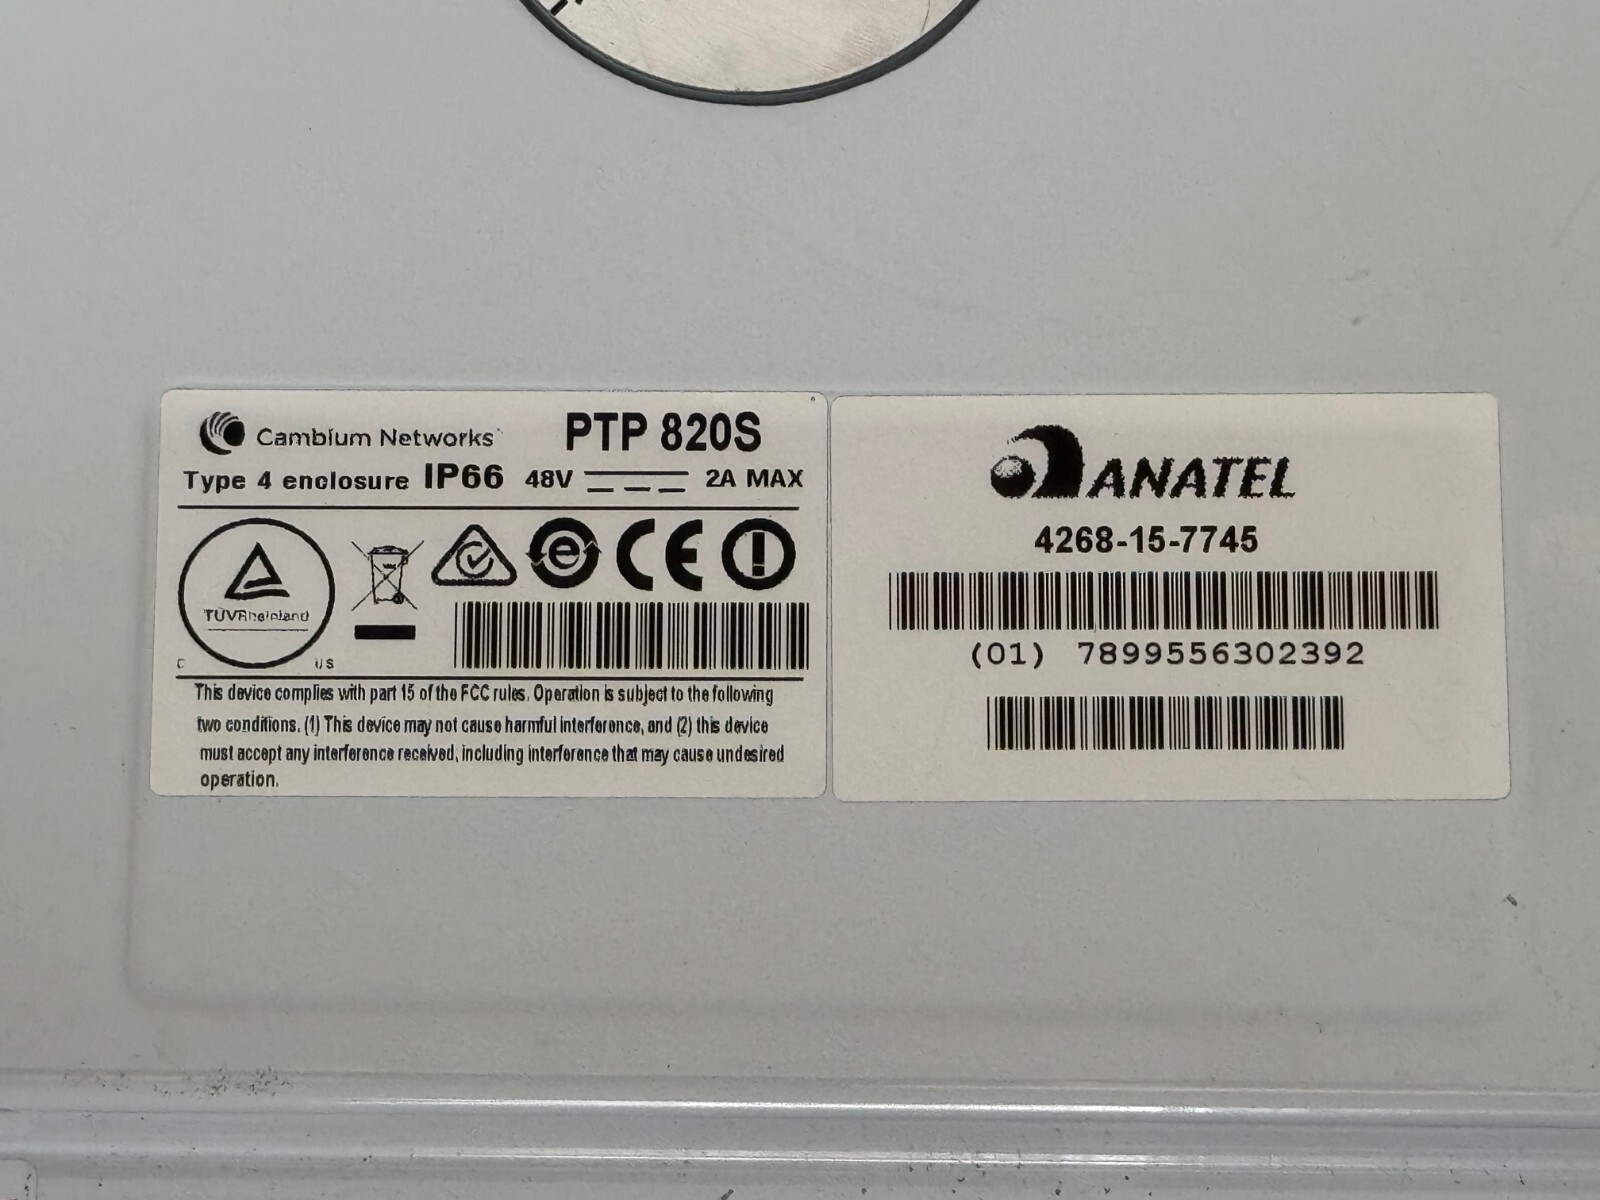 Cambium Networks PTP 820S
Type 4 enclosure IP66 48V 2A MAX
TÜVRheinland
C US
This device complies with part 15 of the FCC rules. Operation is subject to the following
two conditions. (1) This device may not cause harmful interference, and (2) this device
must accept any interference received, including interference that may cause undesired
operation.
ANATEL
4268-15-7745
(01) 7899556302392